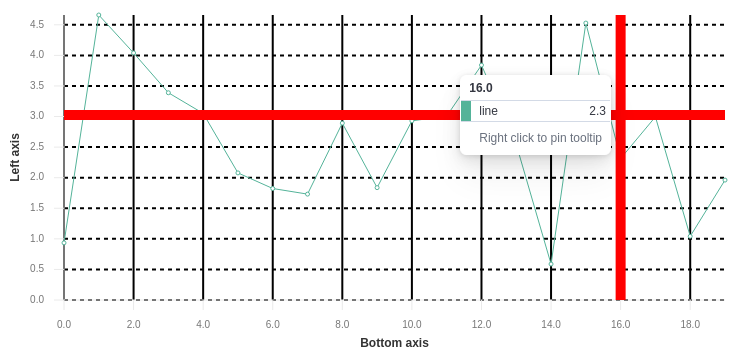 4.5
4.0
3.5
3.0
2.5
2.0
1.5
1.0
0.5
0.0
Left axis
16.0
line 2.3
Right click to pin tooltip
0.0 2.0 4.0 6.0 8.0 10.0 12.0 14.0 16.0 18.0
Bottom axis